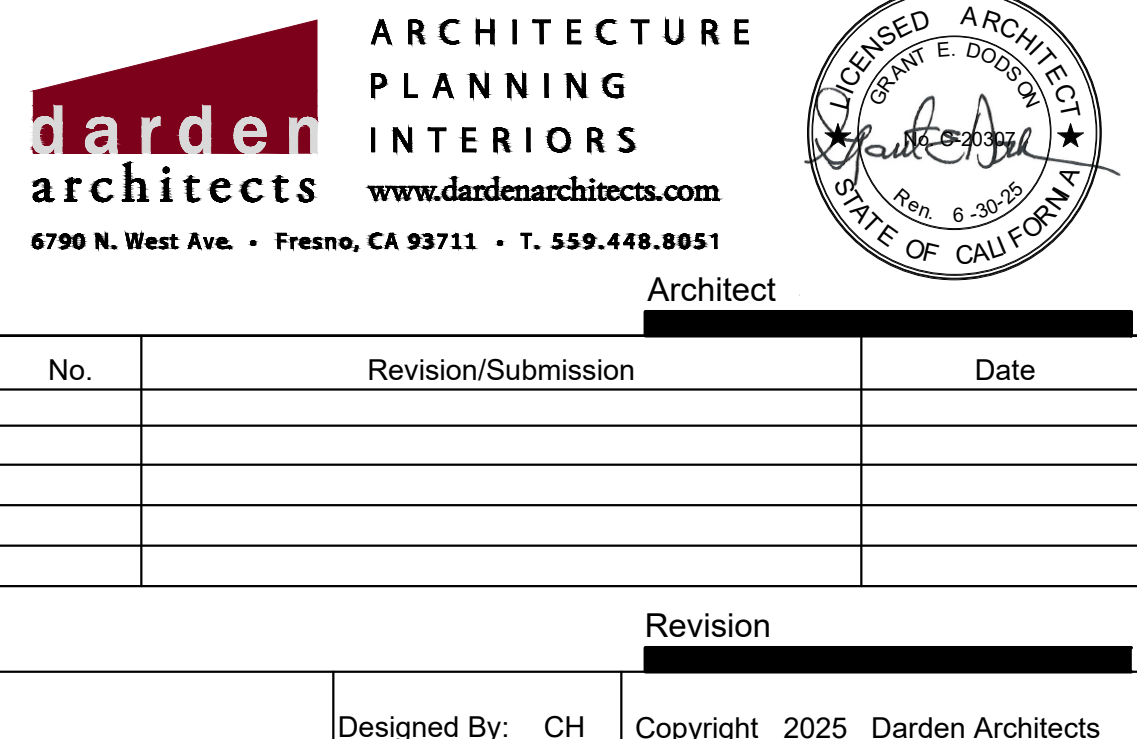 ARCHITECTURE
PLANNING
INTERIORS
darden
architects
www.dardenarchitects.com
6790 N. West Ave. • Fresno, CA 93711 • T. 559.448.8051
LICENSED ARCHITECT
GRANT E. DODSON
No. C-20307
Ren. 6-30-25
STATE OF CALIFORNIA
Architect
No. Revision/Submission Date
Revision
Designed By: CH Copyright 2025 Darden Architects